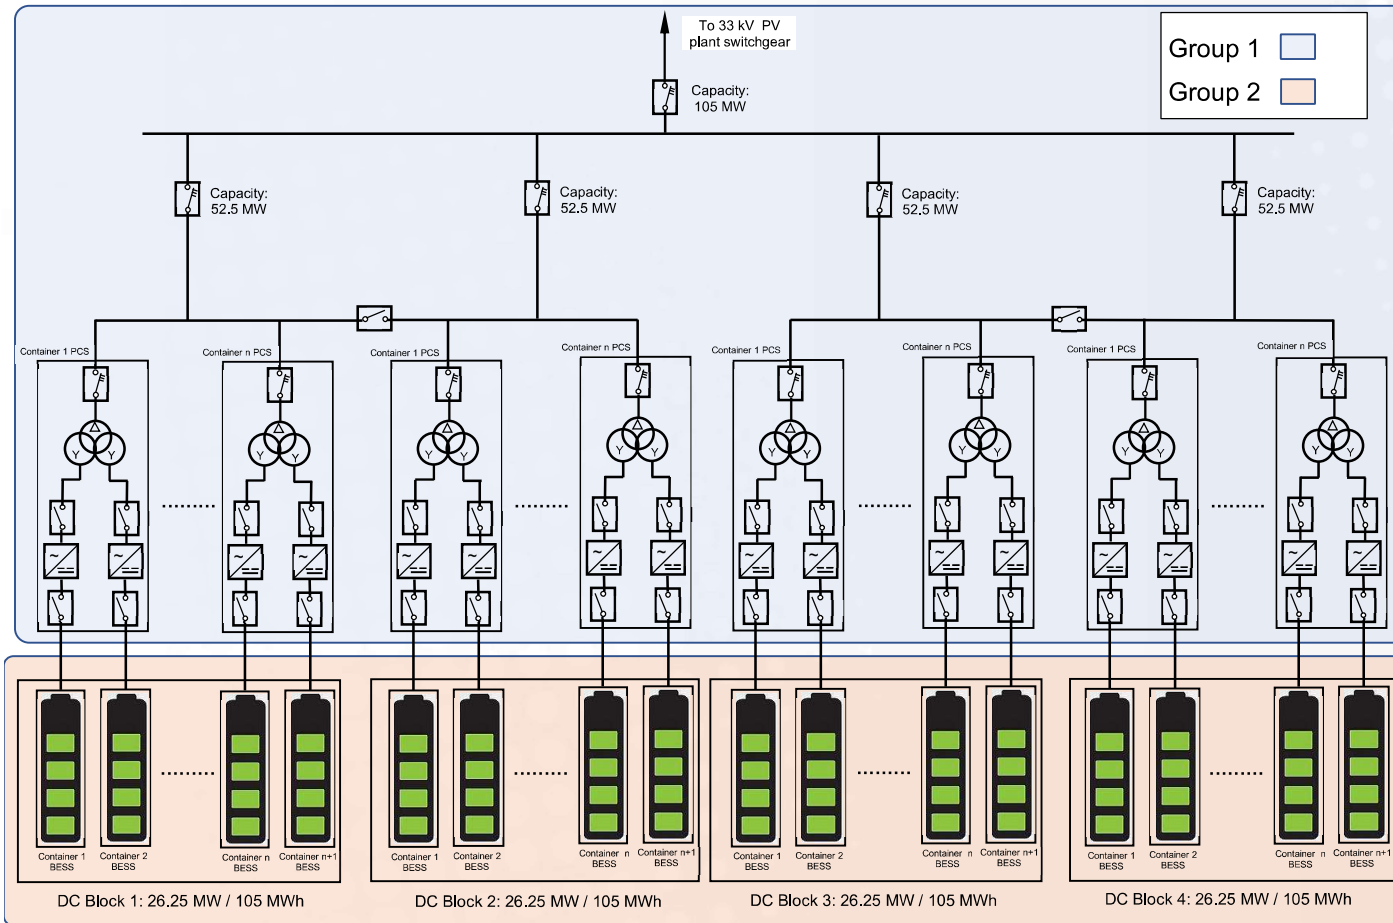 To 33 kV PV
plant switchgear
Group 1
Group 2
Capacity:
105 MW
Capacity:
52.5 MW
Capacity:
52.5 MW
Capacity:
52.5 MW
Capacity:
52.5 MW
Container 1 PCS
Container n PCS
Container 1 PCS
Container n PCS
Container 1 PCS
Container n PCS
Container 1 PCS
Container n PCS
Y Y
Y Y
Y Y
Y Y
Y Y
Y Y
Y Y
Y Y
Container 1
BESS
Container 2
BESS
Container n
BESS
Container n+1
BESS
Container 1
BESS
Container 2
BESS
Container n
BESS
Container n+1
BESS
Container 1
BESS
Container 2
BESS
Container n
BESS
Container n+1
BESS
Container 1
BESS
Container 2
BESS
Container n
BESS
Container n+1
BESS
DC Block 1: 26.25 MW / 105 MWh
DC Block 2: 26.25 MW / 105 MWh
DC Block 3: 26.25 MW / 105 MWh
DC Block 4: 26.25 MW / 105 MWh